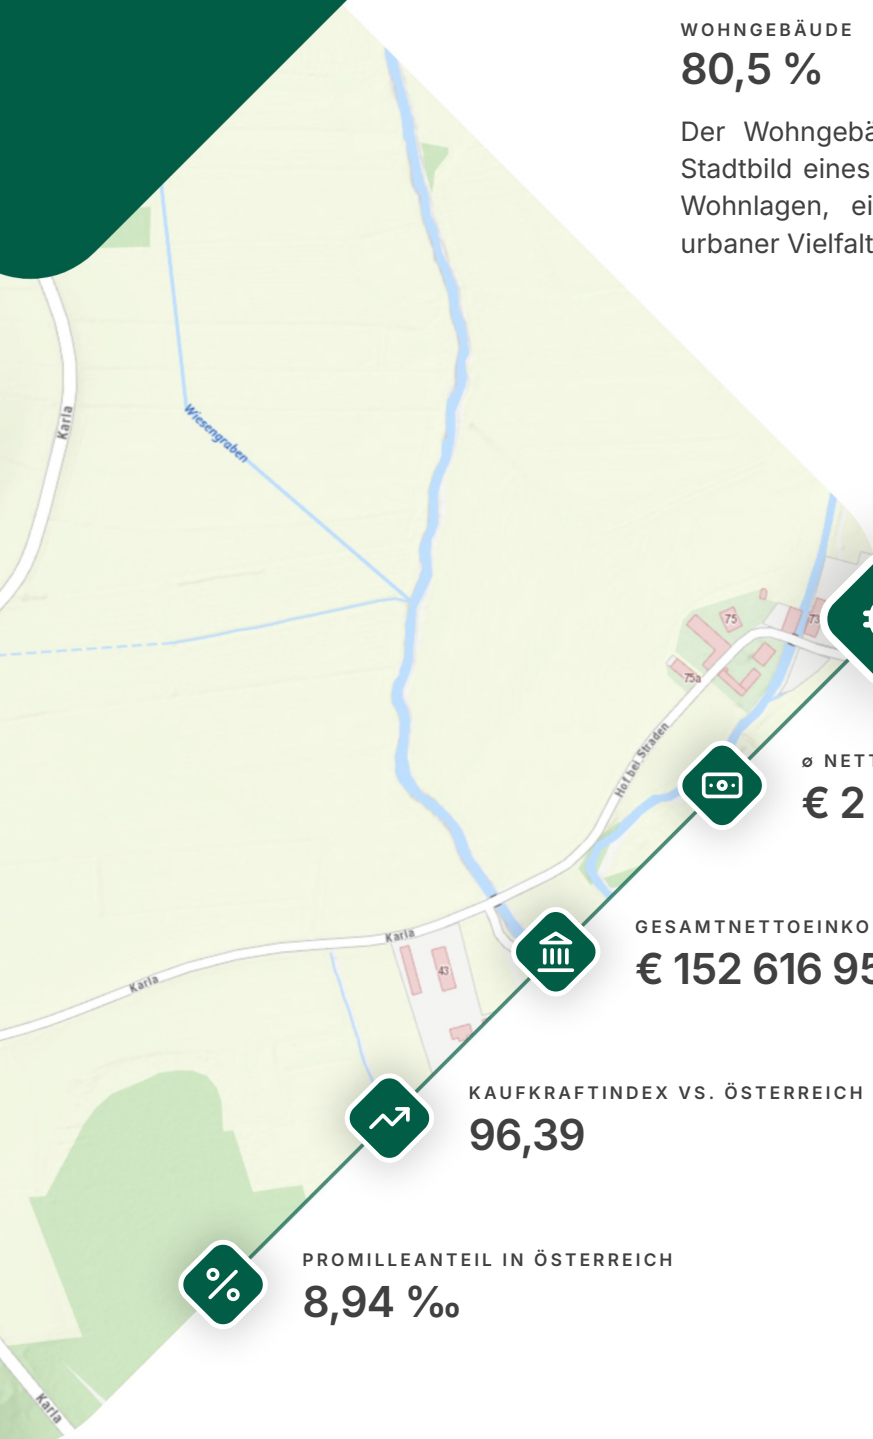 WOHNGEBÄUDE
80,5 %
Der Wohngebä
Stadtbild eines
Wohnlagen, ei
urbaner Vielfalt
Karla
Wiesengraben
75
73
75a
Hof bei Straden
ø NETT
€ 2
GESAMTNETTOEINKO
€ 152 616 95
Karla
43
Karla
KAUFKRAFTINDEX VS. ÖSTERREICH
96,39
PROMILLEANTEIL IN ÖSTERREICH
8,94 ‰
Karla